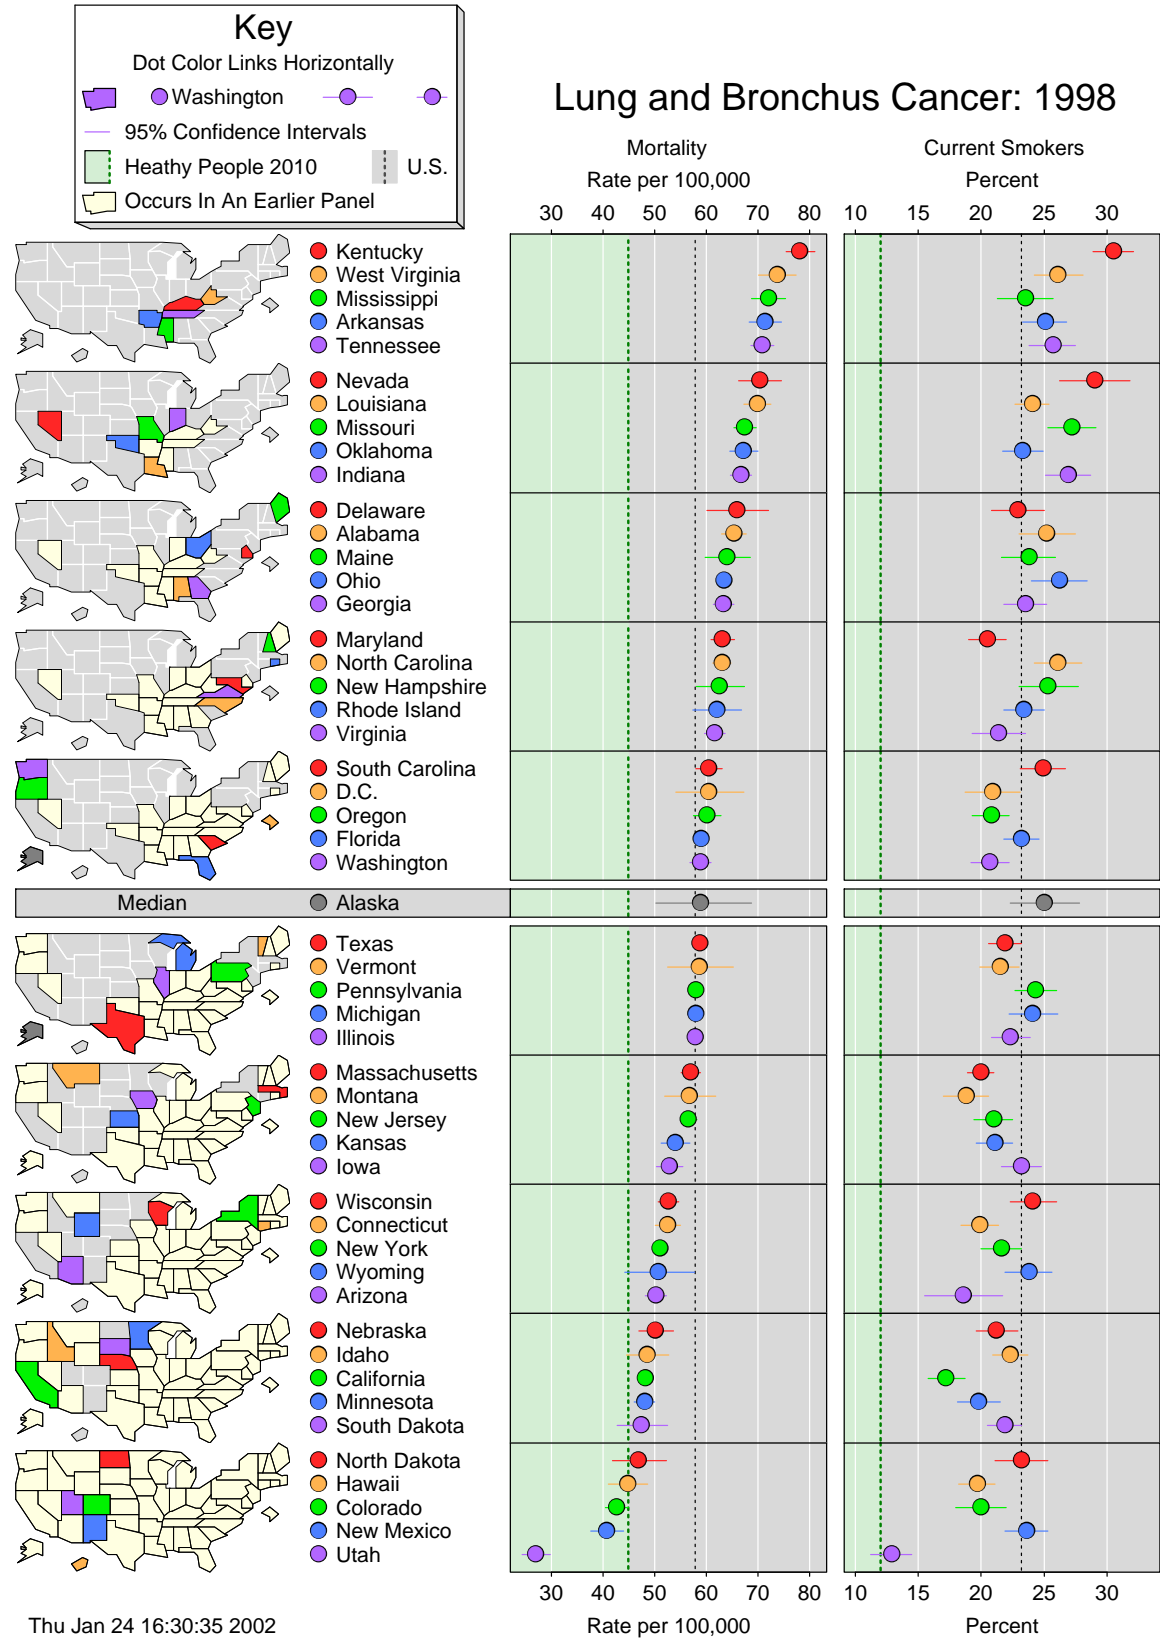 Key
Dot Color Links Horizontally
Washington
95% Confidence Intervals
Heathy People 2010 U.S.
Occurs In An Earlier Panel
Lung and Bronchus Cancer: 1998
Mortality Current Smokers
Rate per 100,000 Percent
30 40 50 60 70 80 10 15 20 25 30
Kentucky
West Virginia
Mississippi
Arkansas
Tennessee
Nevada
Louisiana
Missouri
Oklahoma
Indiana
Delaware
Alabama
Maine
Ohio
Georgia
Maryland
North Carolina
New Hampshire
Rhode Island
Virginia
South Carolina
D.C.
Oregon
Florida
Washington
Median Alaska
Texas
Vermont
Pennsylvania
Michigan
Illinois
Massachusetts
Montana
New Jersey
Kansas
Iowa
Wisconsin
Connecticut
New York
Wyoming
Arizona
Nebraska
Idaho
California
Minnesota
South Dakota
North Dakota
Hawaii
Colorado
New Mexico
Utah
30 40 50 60 70 80 10 15 20 25 30
Thu Jan 24 16:30:35 2002 Rate per 100,000 Percent